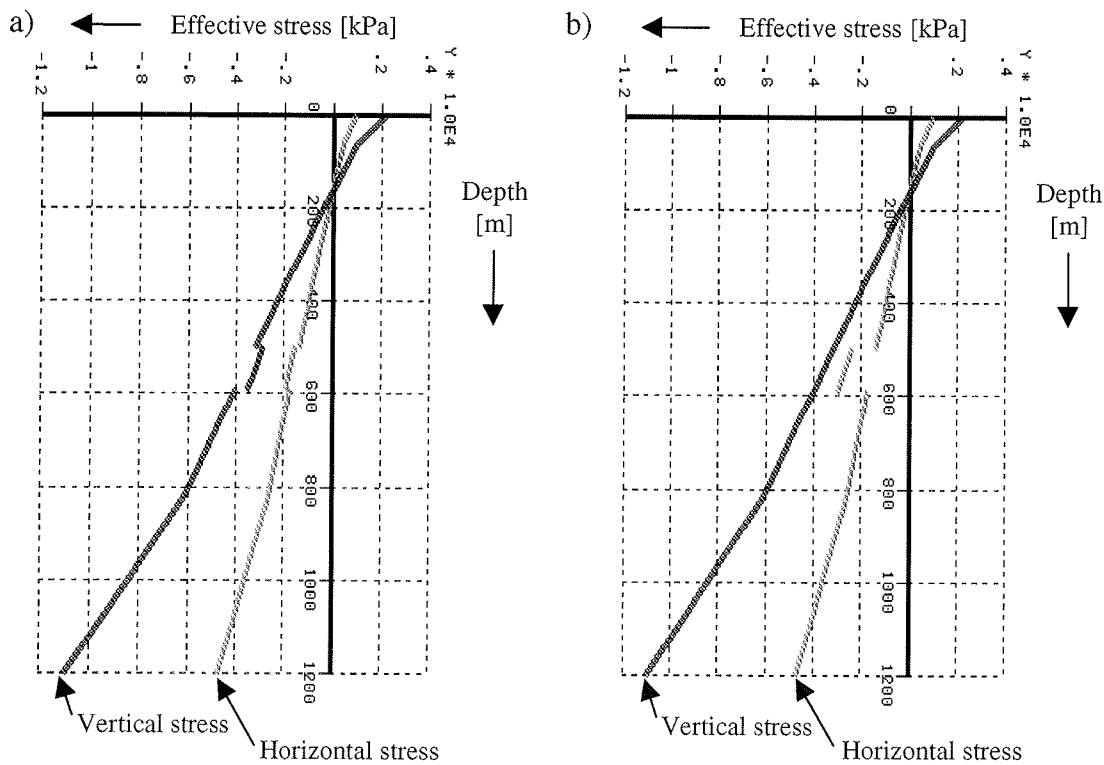 a)
Effective stress [kPa]
Y * 1.0E4
-1.2
-1
-.8
-.6
-.4
-.2
0
.2
.4
200
400
600
800
1000
1200
Depth
[m]
Vertical stress
Horizontal stress
b)
Effective stress [kPa]
Y * 1.0E4
-1.2
-1
-.8
-.6
-.4
-.2
0
.2
.4
200
400
600
800
1000
1200
Depth
[m]
Vertical stress
Horizontal stress